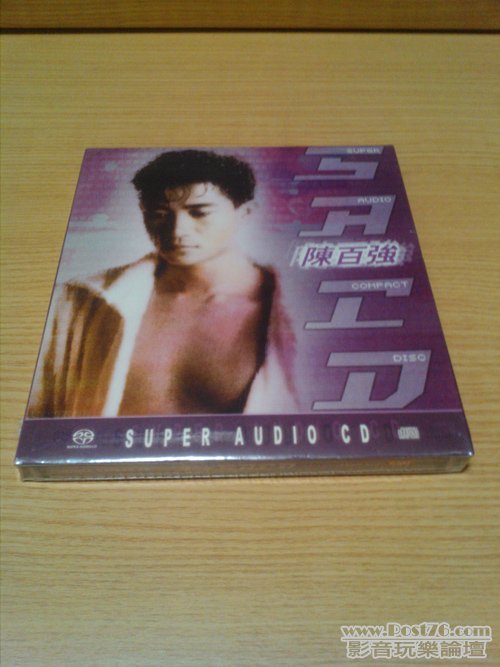 SUPER
S
AUDIO
A
陳百強
COMPACT
C
DISC
D
SUPER AUDIO CD
www.Post76.com
影音玩樂論壇